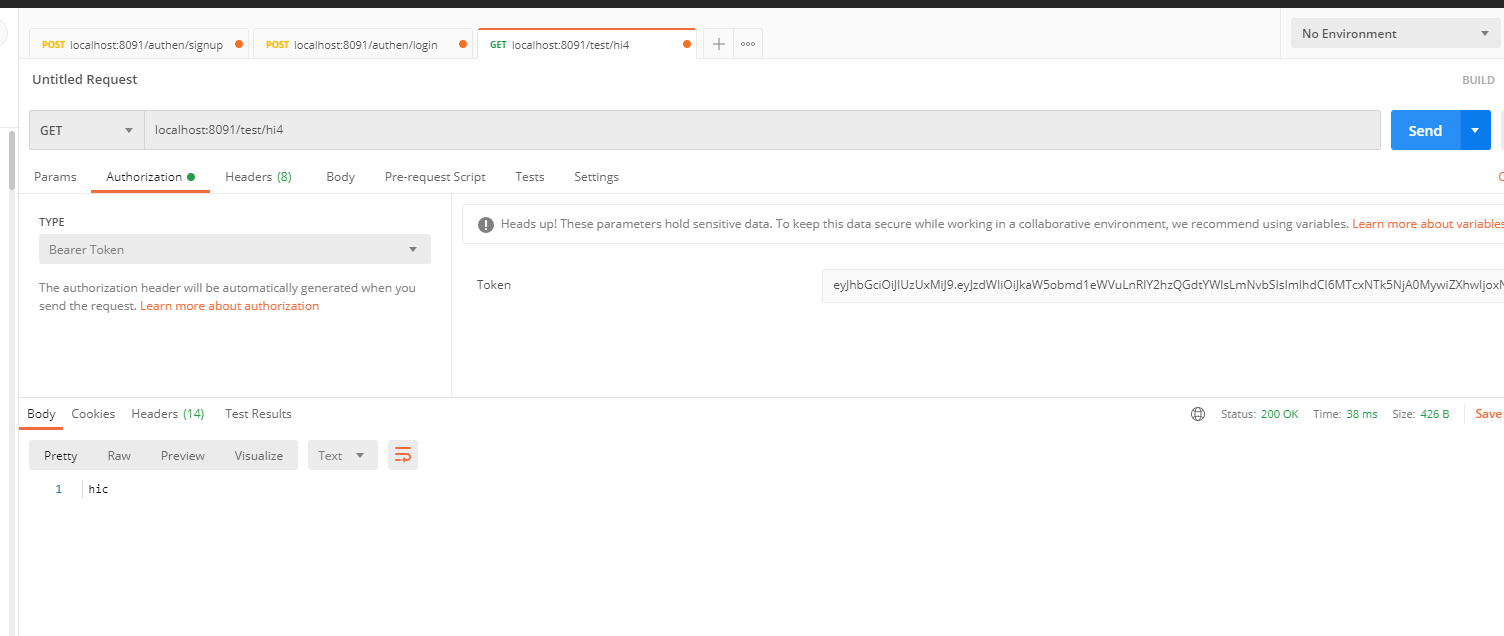 POST localhost:8091/authen/signup POST localhost:8091/authen/login GET localhost:8091/test/hi4 No Environment
Untitled Request BUILD
GET localhost:8091/test/hi4 Send
Params Authorization Headers (8) Body Pre-request Script Tests Settings
TYPE
Heads up! These parameters hold sensitive data. To keep this data secure while working in a collaborative environment, we recommend using variables. Learn more about variables
Bearer Token
The authorization header will be automatically generated when you
send the request. Learn more about authorization
Token
Body Cookies Headers (14) Test Results Status: 200 OK Time: 38 ms Size: 426 B Save
Pretty Raw Preview Visualize Text
1 hic